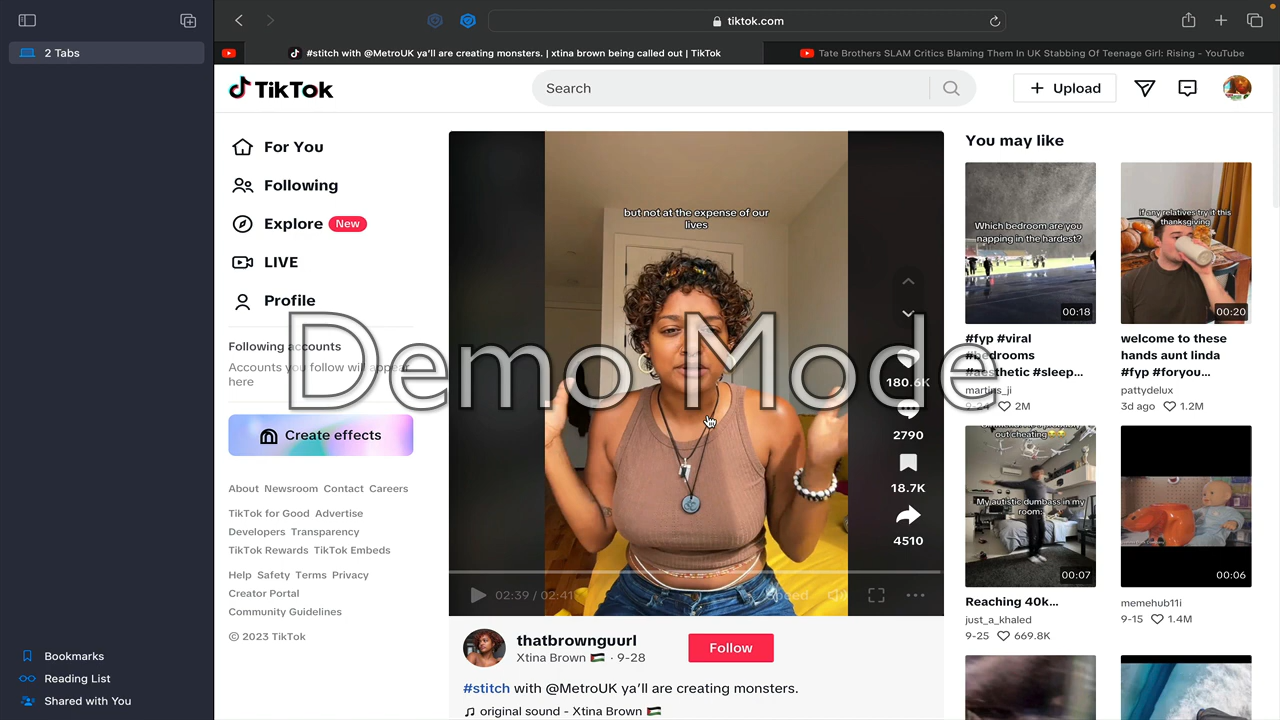 2 Tabs
tiktok.com
#stitch with @MetroUK ya'll are creating monsters. | xtina brown being called out | TikTok
Tate Brothers SLAM Critics Blaming Them In UK Stabbing Of Teenage Girl: Rising - YouTube
TikTok
Search
Upload
For You
Following
Explore New
LIVE
Profile
Following accounts
Accounts you follow will appear
here
Create effects
About Newsroom Contact Careers
TikTok for Good Advertise
Developers Transparency
TikTok Rewards TikTok Embeds
Help Safety Terms Privacy
Creator Portal
Community Guidelines
© 2023 TikTok
Bookmarks
Reading List
Shared with You
but not at the expense of our
lives
Demo Mode
180.6K
2790
18.7K
4510
02:39 / 02:41
Speed
thatbrownguurl
Xtina Brown · 9-28
Follow
#stitch with @MetroUK ya'll are creating monsters.
original sound - Xtina Brown
You may like
Which bedroom are you
napping in the hardest?
00:18
#fyp #viral
#bedrooms
#aesthetic #sleep...
martins_ji
9-24 2M
if any relatives try it this
thanksgiving
00:20
welcome to these
hands aunt linda
#fyp #foryou...
pattydelux
3d ago 1.2M
out cheating
My autistic dumbass in my
room:
00:07
Reaching 40k...
just_a_khaled
9-25 669.8K
00:06
memehub11i
9-15 1.4M